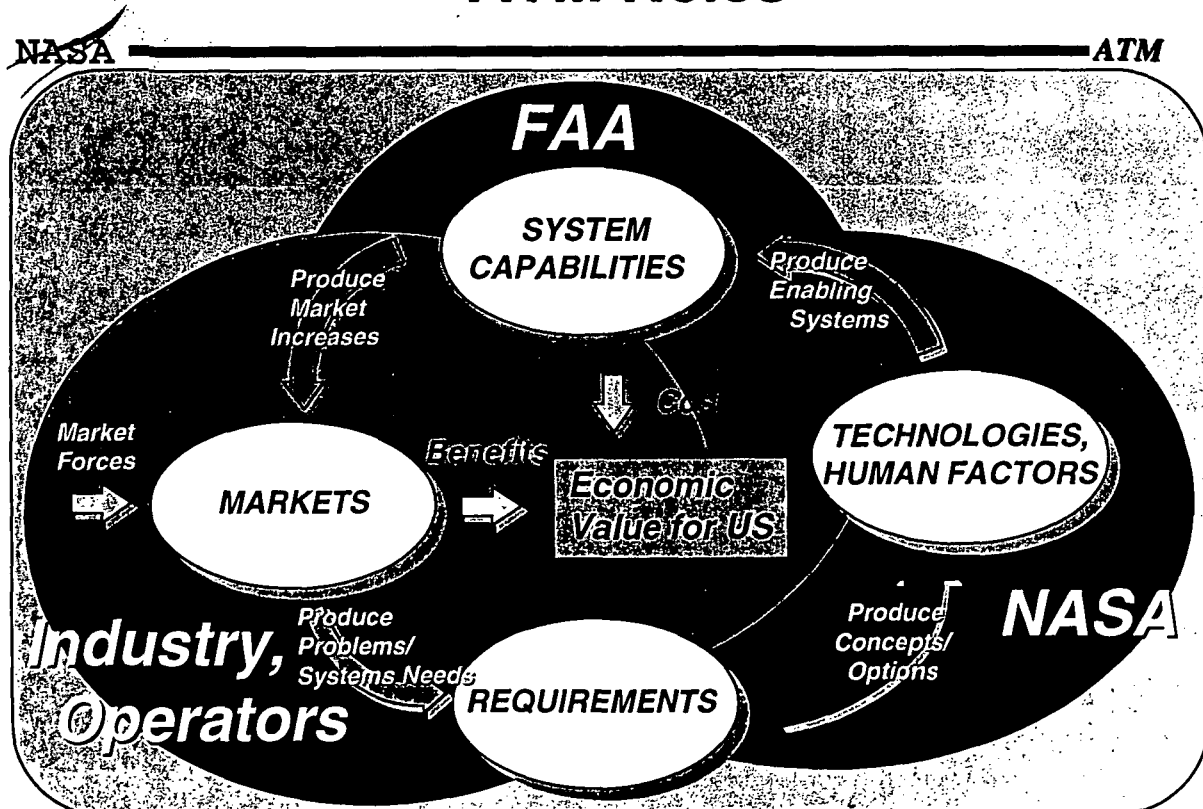 NASA
ATM
FAA
SYSTEM
CAPABILITIES
Produce
Market
Increases
Produce
Enabling
Systems
Cost
Market
Forces
MARKETS
Benefits
Economic
Value for US
TECHNOLOGIES,
HUMAN FACTORS
Industry,
Operators
Produce
Problems/
Systems Needs
REQUIREMENTS
Produce
Concepts/
Options
NASA